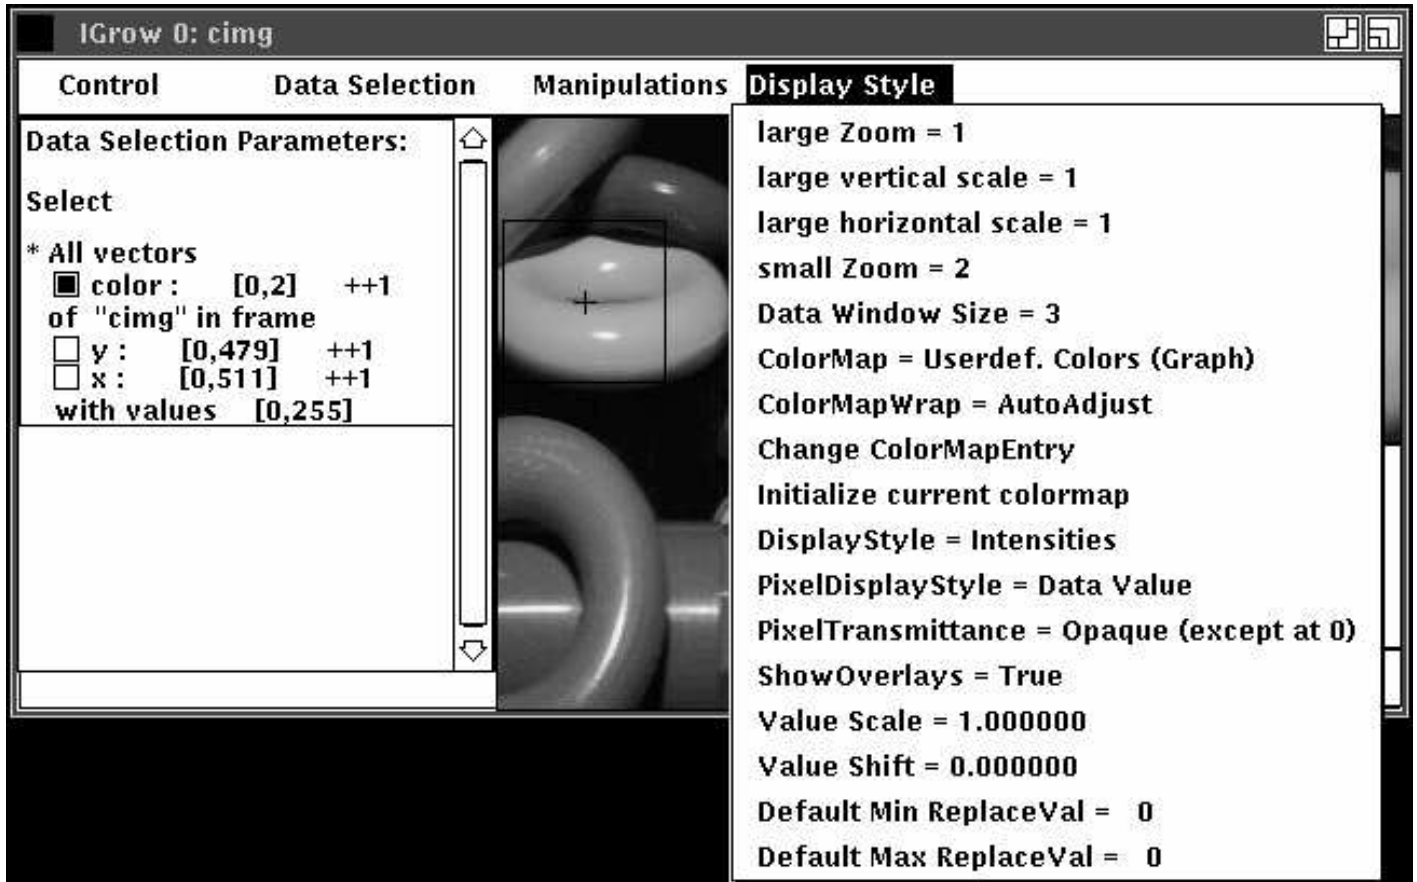 IGrow 0: cimg
Control Data Selection Manipulations Display Style
Data Selection Parameters:
Select
* All vectors
color : [0,2] ++1
of "cimg" in frame
y : [0,479] ++1
x : [0,511] ++1
with values [0,255]
large Zoom = 1
large vertical scale = 1
large horizontal scale = 1
small Zoom = 2
Data Window Size = 3
ColorMap = Userdef. Colors (Graph)
ColorMapWrap = AutoAdjust
Change ColorMapEntry
Initialize current colormap
DisplayStyle = Intensities
PixelDisplayStyle = Data Value
PixelTransmittance = Opaque (except at 0)
ShowOverlays = True
Value Scale = 1.000000
Value Shift = 0.000000
Default Min ReplaceVal = 0
Default Max ReplaceVal = 0